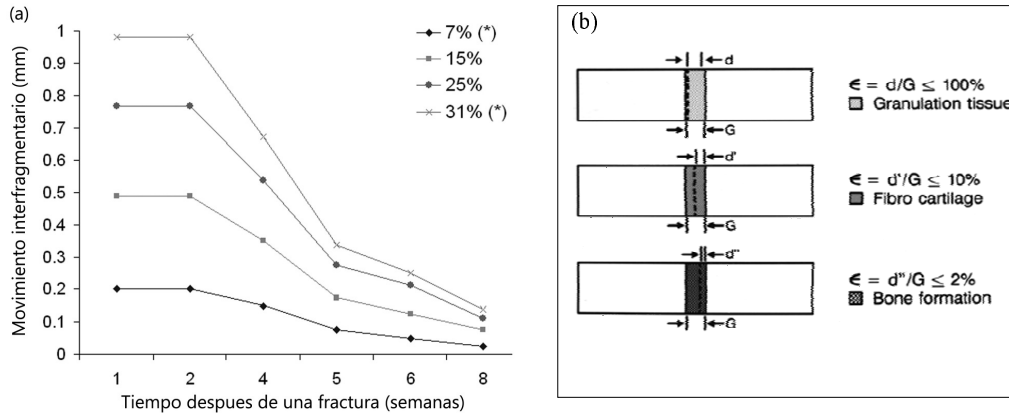 (a)
Movimiento interfragmentario (mm)
1
0.9
0.8
0.7
0.6
0.5
0.4
0.3
0.2
0.1
0
7% (*)
15%
25%
31% (*)
1 2 4 5 6 8
Tiempo despues de una fractura (semanas)
(b)
d
ϵ = d/G ≤ 100%
Granulation tissue
G
d'
ϵ = d'/G ≤ 10%
Fibro cartilage
G
d"
ϵ = d"/G ≤ 2%
Bone formation
G